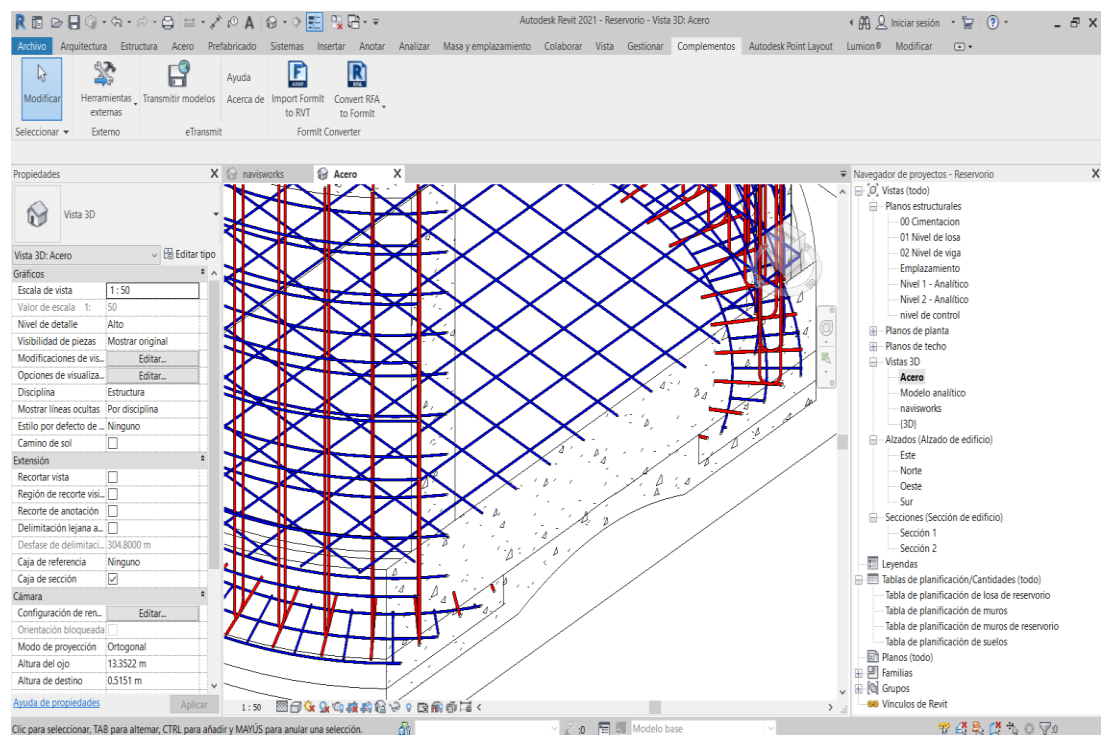 Autodesk Revit 2021 - Reservorio - Vista 3D: Acero
Iniciar sesión
Archivo Arquitectura Estructura Acero Prefabricado Sistemas Insertar Anotar Analizar Masa y emplazamiento Colaborar Vista Gestionar Complementos Autodesk Point Layout Lumion® Modificar
Modificar
Herramientas externas
Transmitir modelos
Ayuda
Acerca de
Import FormIt to RVT
Convert RFA to FormIt
Seleccionar Externo eTransmit FormIt Converter
Propiedades
Vista 3D
Vista 3D: Acero Editar tipo
Gráficos
Escala de vista 1 : 50
Valor de escala 1: 50
Nivel de detalle Alto
Visibilidad de piezas Mostrar original
Modificaciones de vis... Editar...
Opciones de visualiza... Editar...
Disciplina Estructura
Mostrar líneas ocultas Por disciplina
Estilo por defecto de ... Ninguno
Camino de sol
Extensión
Recortar vista
Región de recorte visi...
Recorte de anotación
Delimitación lejana a...
Desfase de delimitaci... 304.8000 m
Caja de referencia Ninguno
Caja de sección
Cámara
Configuración de ren... Editar...
Orientación bloqueada
Modo de proyección Ortogonal
Altura del ojo 13.3522 m
Altura de destino 0.5151 m
Ayuda de propiedades Aplicar
navisworks Acero
1 : 50
Navegador de proyectos - Reservorio
Vistas (todo)
Planos estructurales
00 Cimentacion
01 Nivel de losa
02 Nivel de viga
Emplazamiento
Nivel 1 - Analítico
Nivel 2 - Analítico
nivel de control
Planos de planta
Planos de techo
Vistas 3D
Acero
Modelo analítico
navisworks
{3D}
Alzados (Alzado de edificio)
Este
Norte
Oeste
Sur
Secciones (Sección de edificio)
Sección 1
Sección 2
Leyendas
Tablas de planificación/Cantidades (todo)
Tabla de planificación de losa de reservorio
Tabla de planificación de muros
Tabla de planificación de muros de reservorio
Tabla de planificación de suelos
Planos (todo)
Familias
Grupos
Vínculos de Revit
Clic para seleccionar, TAB para alternar, CTRL para añadir y MAYÚS para anular una selección. :0 Modelo base :0